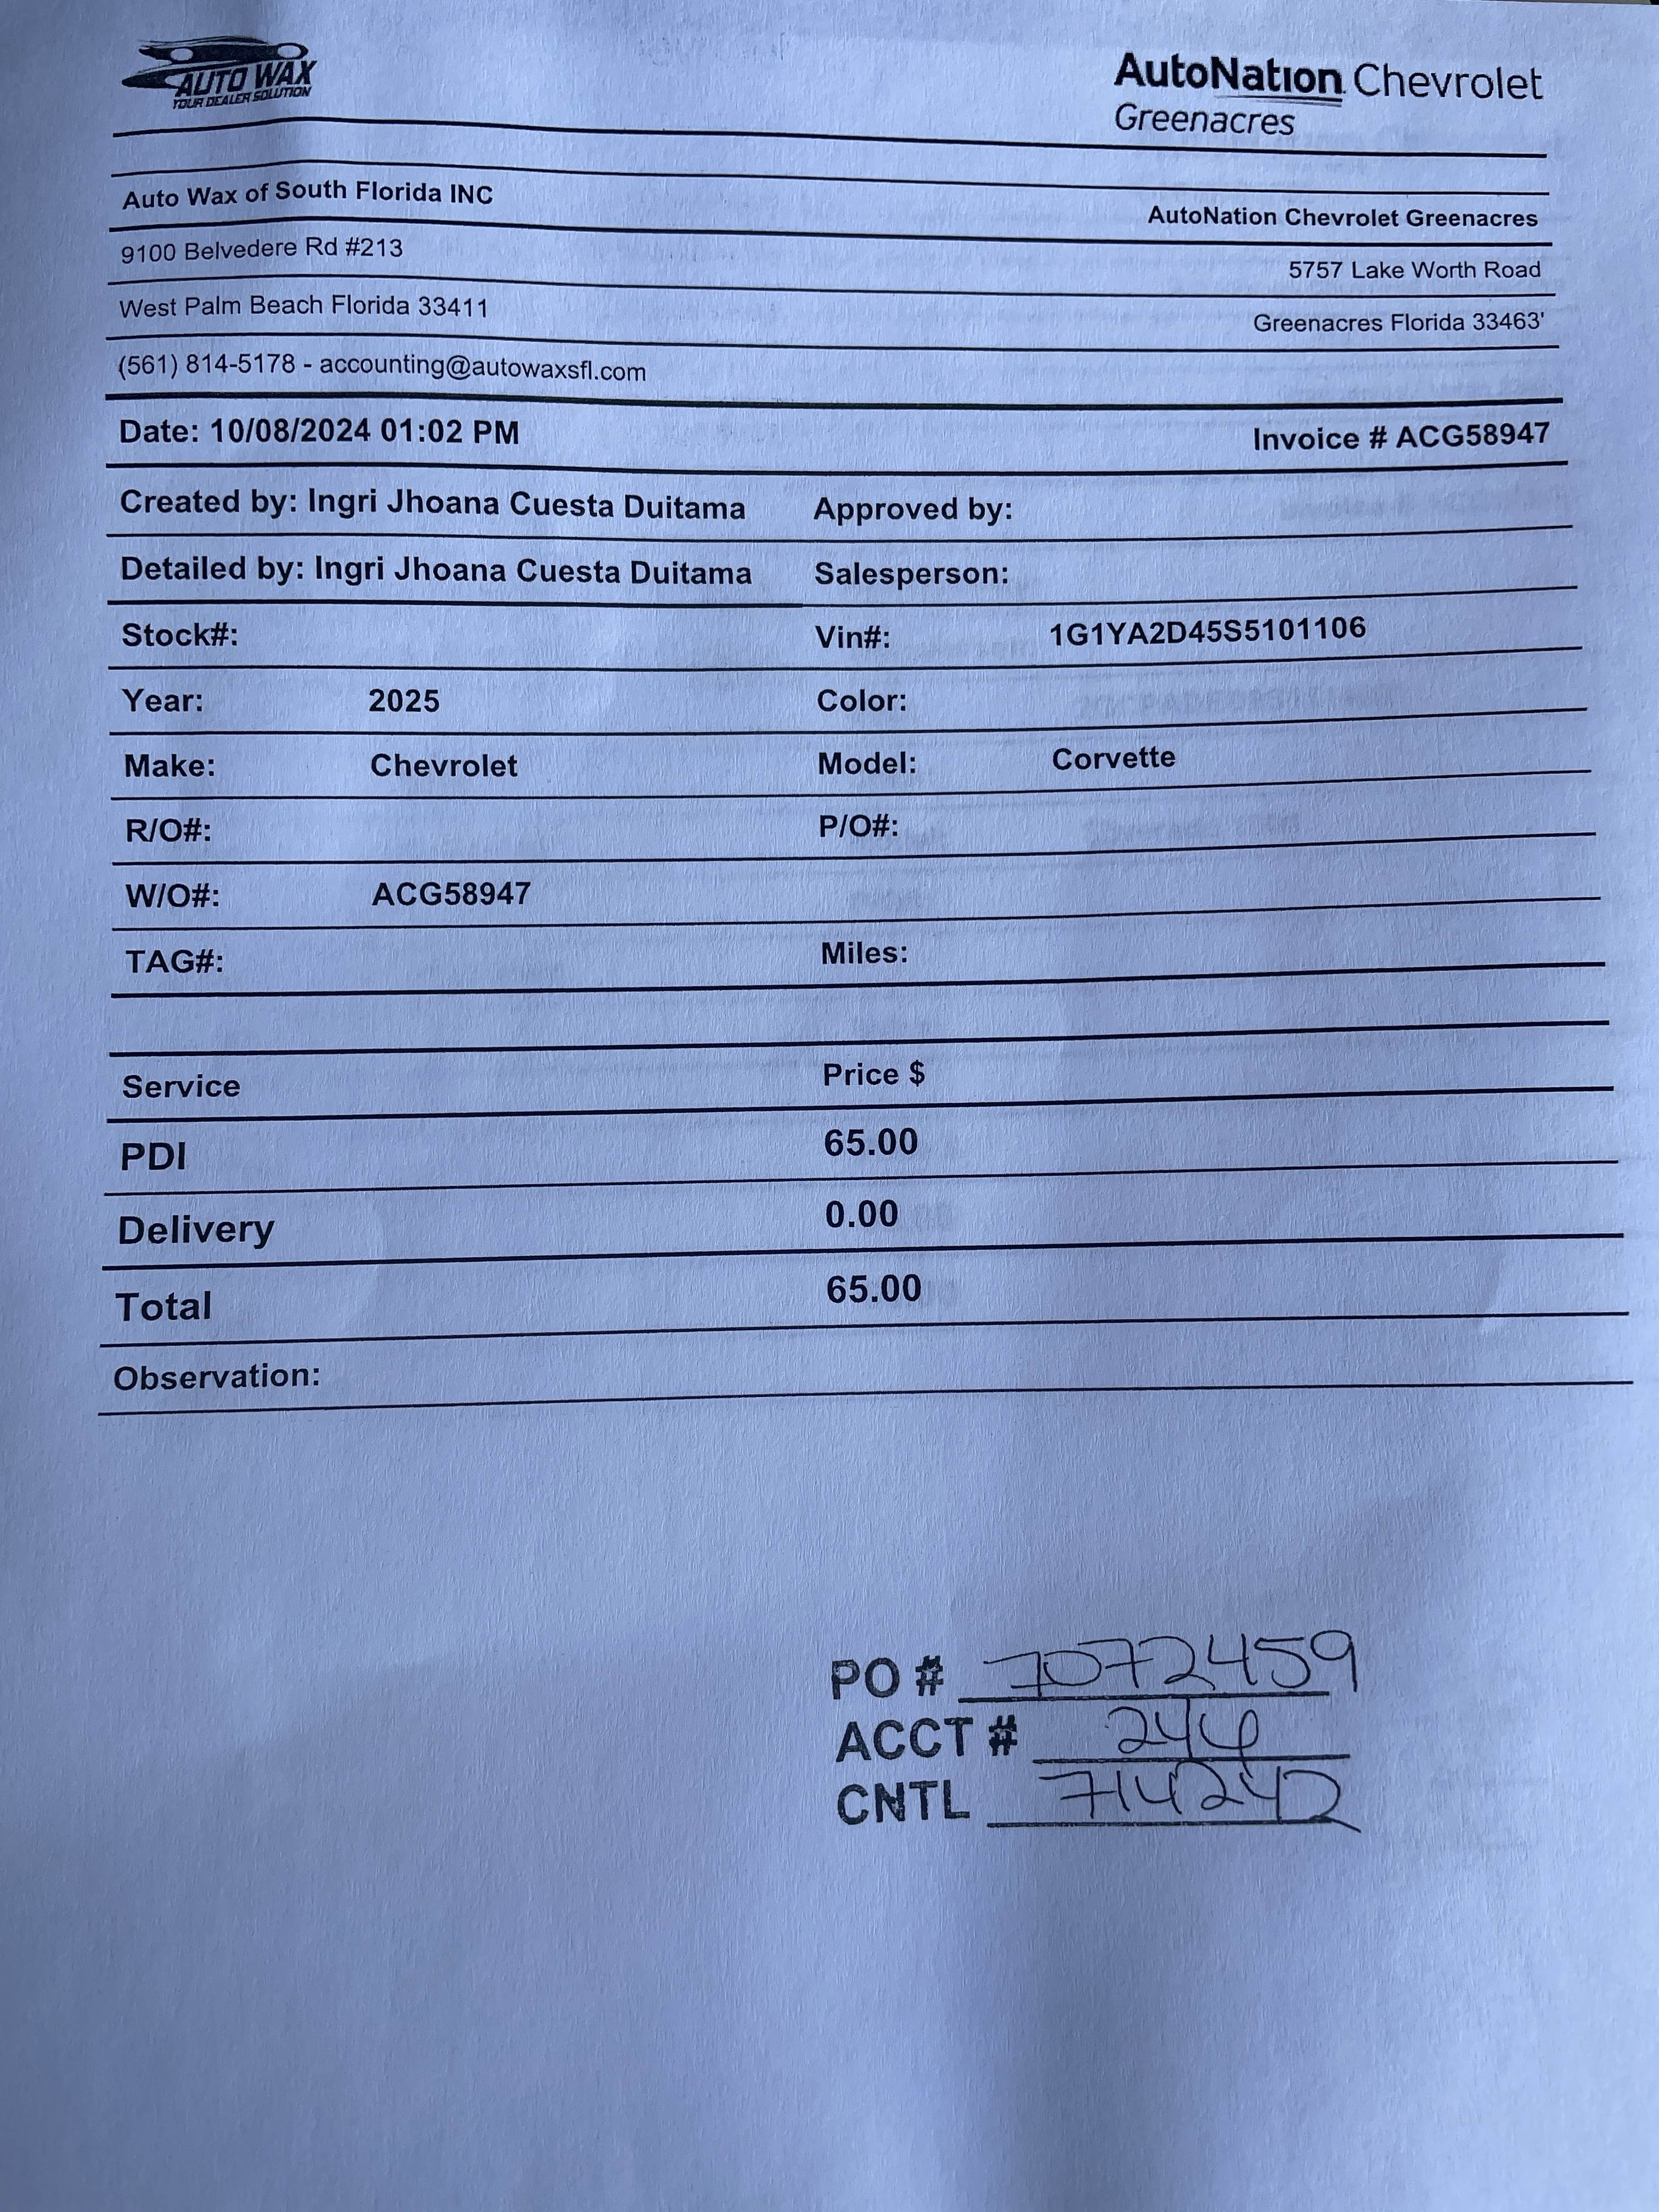 AUTO WAX
YOUR DEALER SOLUTION
AutoNation Chevrolet
Greenacres
Auto Wax of South Florida INC
AutoNation Chevrolet Greenacres
9100 Belvedere Rd #213
5757 Lake Worth Road
West Palm Beach Florida 33411
Greenacres Florida 33463'
(561) 814-5178 - accounting@autowaxsfl.com
Date: 10/08/2024 01:02 PM Invoice # ACG58947
Created by: Ingri Jhoana Cuesta Duitama Approved by:
Detailed by: Ingri Jhoana Cuesta Duitama Salesperson:
Stock#: Vin#: 1G1YA2D45S5101106
Year: 2025 Color:
Make: Chevrolet Model: Corvette
R/O#: P/O#:
W/O#: ACG58947
TAG#: Miles:
Service Price $
PDI 65.00
Delivery 0.00
Total 65.00
Observation:
PO # 7072459
ACCT #
CNTL 714242